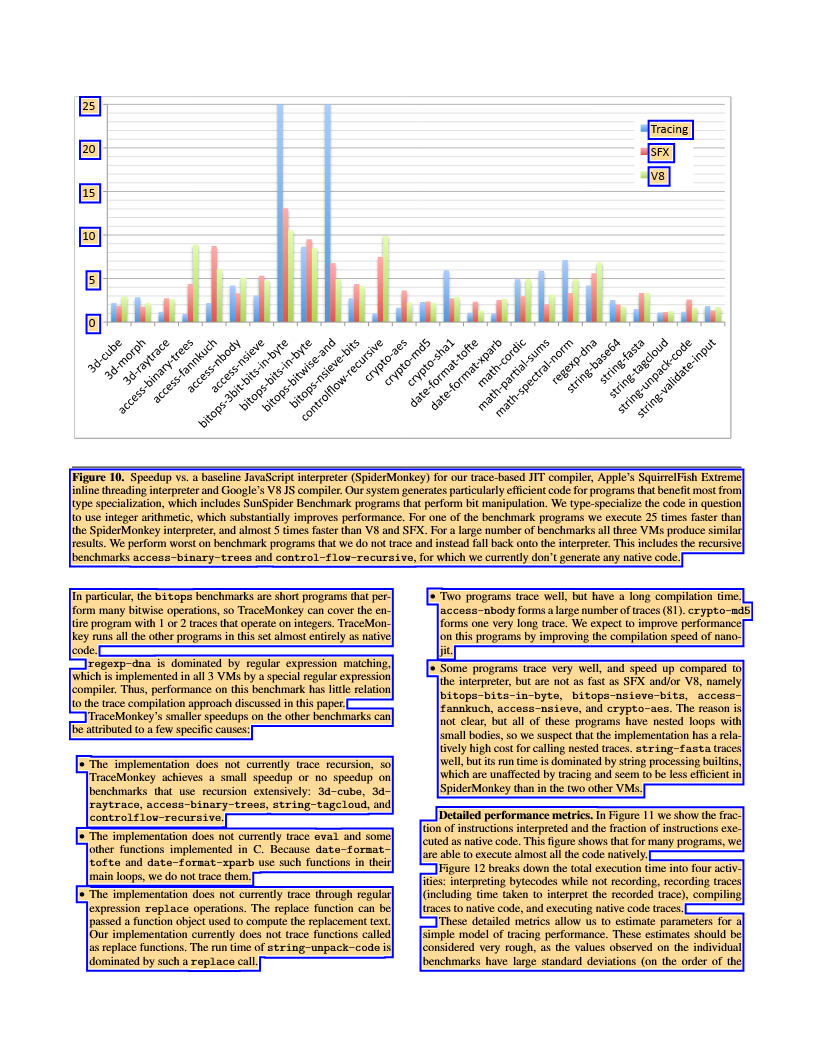 25
20
15
10
5
0
Tracing
SFX
V8
3d-cube
3d-morph
3d-raytrace
access-binary-trees
access-fannkuch
access-nbody
access-nsieve
bitops-3bit-bits-in-byte
bitops-bits-in-byte
bitops-bitwise-and
bitops-nsieve-bits
controlflow-recursive
crypto-aes
crypto-md5
crypto-sha1
date-format-tofte
date-format-xparb
math-cordic
math-partial-sums
math-spectral-norm
regexp-dna
string-base64
string-fasta
string-tagcloud
string-unpack-code
string-validate-input
Figure 10. Speedup vs. a baseline JavaScript interpreter (SpiderMonkey) for our trace-based JIT compiler, Apple's SquirrelFish Extreme
inline threading interpreter and Google's V8 JS compiler. Our system generates particularly efficient code for programs that benefit most from
type specialization, which includes SunSpider Benchmark programs that perform bit manipulation. We type-specialize the code in question
to use integer arithmetic, which substantially improves performance. For one of the benchmark programs we execute 25 times faster than
the SpiderMonkey interpreter, and almost 5 times faster than V8 and SFX. For a large number of benchmarks all three VMs produce similar
results. We perform worst on benchmark programs that we do not trace and instead fall back onto the interpreter. This includes the recursive
benchmarks access-binary-trees and control-flow-recursive, for which we currently don't generate any native code.
In particular, the bitops benchmarks are short programs that per-
form many bitwise operations, so TraceMonkey can cover the en-
tire program with 1 or 2 traces that operate on integers. TraceMon-
key runs all the other programs in this set almost entirely as native
code.
regexp-dna is dominated by regular expression matching,
which is implemented in all 3 VMs by a special regular expression
compiler. Thus, performance on this benchmark has little relation
to the trace compilation approach discussed in this paper.
TraceMonkey's smaller speedups on the other benchmarks can
be attributed to a few specific causes:
• The implementation does not currently trace recursion, so
TraceMonkey achieves a small speedup or no speedup on
benchmarks that use recursion extensively: 3d-cube, 3d-
raytrace, access-binary-trees, string-tagcloud, and
controlflow-recursive.
• The implementation does not currently trace eval and some
other functions implemented in C. Because date-format-
tofte and date-format-xparb use such functions in their
main loops, we do not trace them.
• The implementation does not currently trace through regular
expression replace operations. The replace function can be
passed a function object used to compute the replacement text.
Our implementation currently does not trace functions called
as replace functions. The run time of string-unpack-code is
dominated by such a replace call.
• Two programs trace well, but have a long compilation time.
access-nbody forms a large number of traces (81). crypto-md5
forms one very long trace. We expect to improve performance
on this programs by improving the compilation speed of nano-
jit.
• Some programs trace very well, and speed up compared to
the interpreter, but are not as fast as SFX and/or V8, namely
bitops-bits-in-byte, bitops-nsieve-bits, access-
fannkuch, access-nsieve, and crypto-aes. The reason is
not clear, but all of these programs have nested loops with
small bodies, so we suspect that the implementation has a rela-
tively high cost for calling nested traces. string-fasta traces
well, but its run time is dominated by string processing builtins,
which are unaffected by tracing and seem to be less efficient in
SpiderMonkey than in the two other VMs.
Detailed performance metrics. In Figure 11 we show the frac-
tion of instructions interpreted and the fraction of instructions exe-
cuted as native code. This figure shows that for many programs, we
are able to execute almost all the code natively.
Figure 12 breaks down the total execution time into four activ-
ities: interpreting bytecodes while not recording, recording traces
(including time taken to interpret the recorded trace), compiling
traces to native code, and executing native code traces.
These detailed metrics allow us to estimate parameters for a
simple model of tracing performance. These estimates should be
considered very rough, as the values observed on the individual
benchmarks have large standard deviations (on the order of the